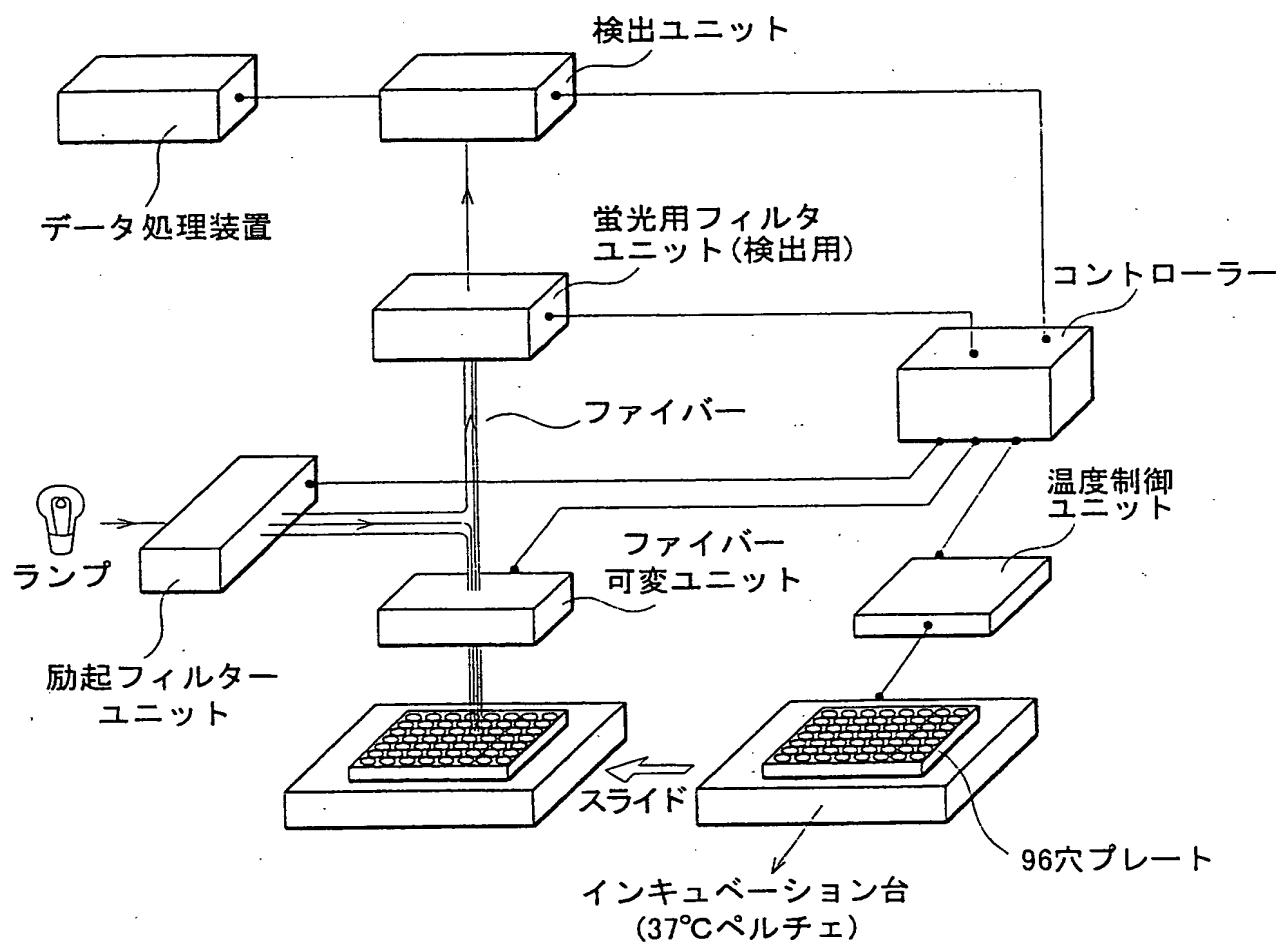 検出ユニット
データ処理装置
蛍光用フィルタ
ユニット(検出用)
コントローラー
ファイバー
温度制御
ユニット
ランプ
ファイバー
可変ユニット
励起フィルター
ユニット
スライド
96穴プレート
インキュベーション台
(37℃ペルチェ)